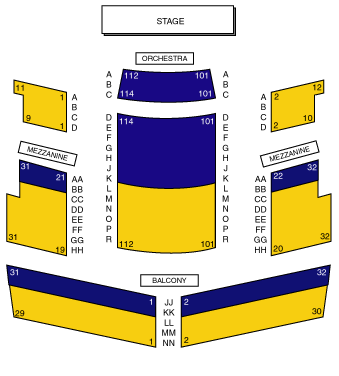 STAGE
ORCHESTRA
A 112 101 A
B B
C 114 101 C
11 1 A
B
C
9 1 D
A 2 12
B
C
D 2 10
D 114 101 D
E E
F F
G G
H H
J J
K K
L L
M M
N N
O O
P P
R 112 101 R
MEZZANINE
31 21 AA
BB
CC
DD
EE
FF
31 GG
19 HH
MEZZANINE
AA 22 32
BB
CC
DD
EE
FF
GG 32
HH 20
BALCONY
31 1 JJ 2 32
KK
29 LL 30
MM
1 NN 2